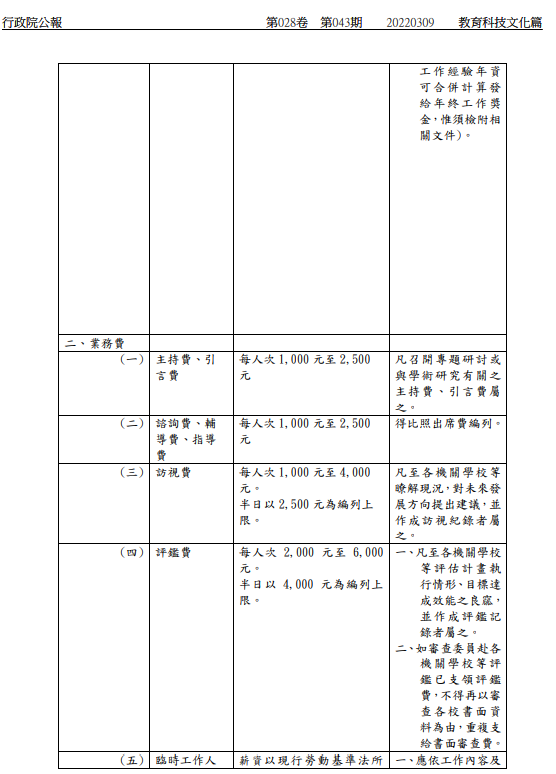 行政院公報 第028卷 第043期 20220309 教育科技文化篇
工作經驗年資
可合併計算發
給年終工作獎
金，惟須檢附相
關文件)。
二、業務費
(一) 主持費、引
言費
每人次 1,000 元至 2,500
元
凡召開專題研討或
與學術研究有關之
主持費、引言費屬
之。
(二) 諮詢費、輔
導費、指導
費
每人次 1,000 元至 2,500
元
得比照出席費編列。
(三) 訪視費
每人次 1,000 元至 4,000
元。
半日以 2,500 元為編列上
限。
凡至各機關學校等
瞭解現況，對未來發
展方向提出建議，並
作成訪視紀錄者屬
之。
(四) 評鑑費
每人次 2,000 元至 6,000
元。
半日以 4,000 元為編列上
限。
一、凡至各機關學校
等評估計畫執
行情形、目標達
成效能之良窳，
並作成評鑑記
錄者屬之。
二、如審查委員赴各
機關學校等評
鑑已支領評鑑
費，不得再以
審查各校書面資
料為由，重複支
給書面審查費。
(五) 臨時工作人
薪資以現行勞動基準法所
一、應依工作內容及